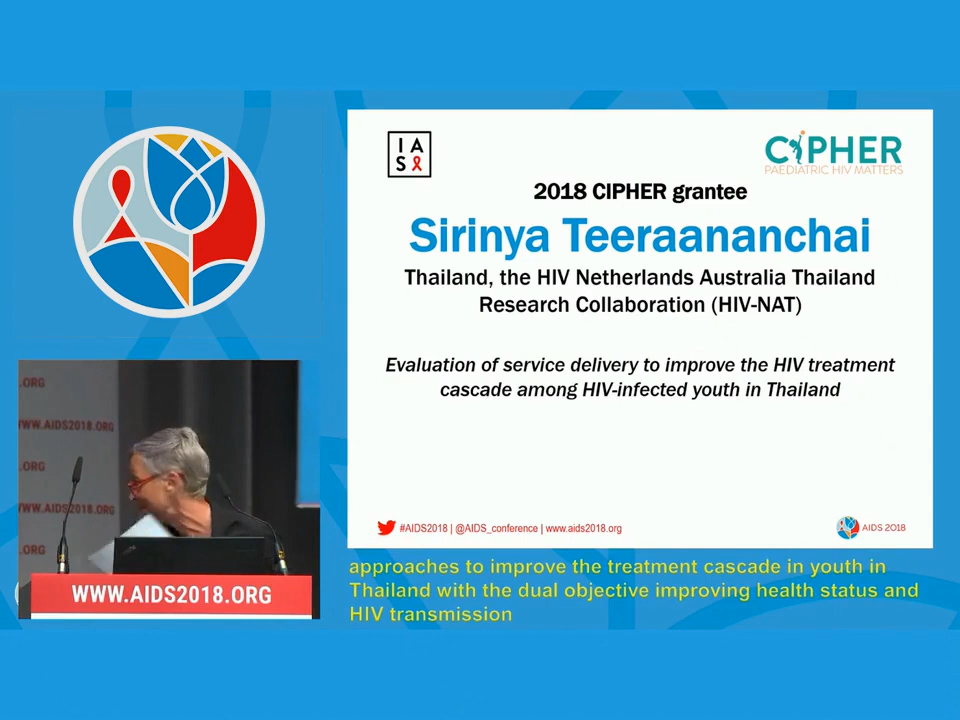 IAS
CIPHER
PAEDIATRIC HIV MATTERS
2018 CIPHER grantee
Sirinya Teeraananchai
Thailand, the HIV Netherlands Australia Thailand
Research Collaboration (HIV-NAT)
Evaluation of service delivery to improve the HIV treatment
cascade among HIV-infected youth in Thailand
#AIDS2018 | @AIDS_conference | www.aids2018.org
AIDS 2018
.ORG
WWW.AIDS2018.ORG
.ORG
WWW.AIDS2018.ORG
.ORG
WWW.AIDS2018.ORG
approaches to improve the treatment cascade in youth in
Thailand with the dual objective improving health status and
HIV transmission